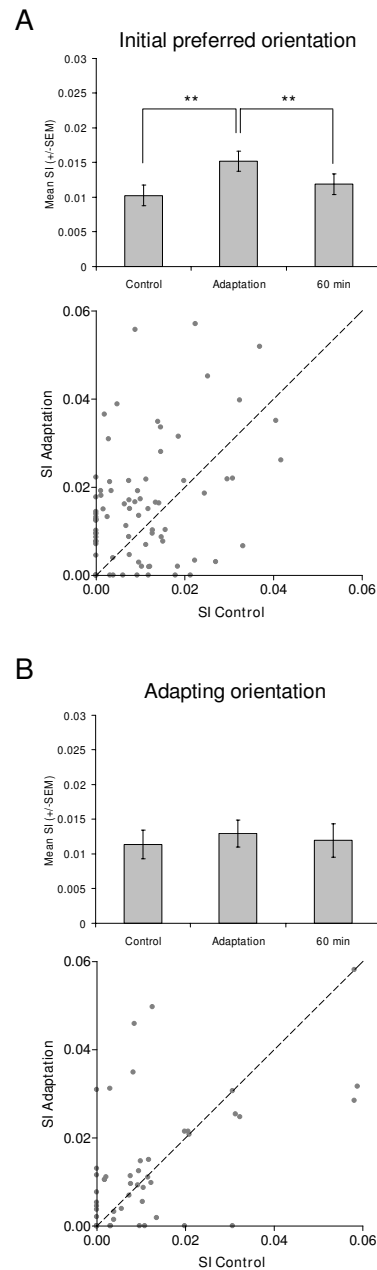 A
Initial preferred orientation
Mean SI (+/-SEM)
0.03
0.025
0.02
0.015
0.01
0.005
0
** **
Control Adaptation 60 min
SI Adaptation
0.06
0.04
0.02
0.00
0.00 0.02 0.04 0.06
SI Control
B
Adapting orientation
Mean SI (+/-SEM)
0.03
0.025
0.02
0.015
0.01
0.005
0
Control Adaptation 60 min
SI Adaptation
0.06
0.04
0.02
0.00
0.00 0.02 0.04 0.06
SI Control